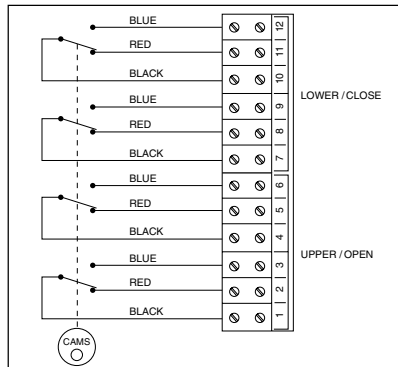 BLUE 12
RED 11
BLACK 10
LOWER / CLOSE
BLUE 9
RED 8
BLACK 7
BLUE 6
RED 5
BLACK 4
UPPER / OPEN
BLUE 3
RED 2
BLACK 1
CAMS